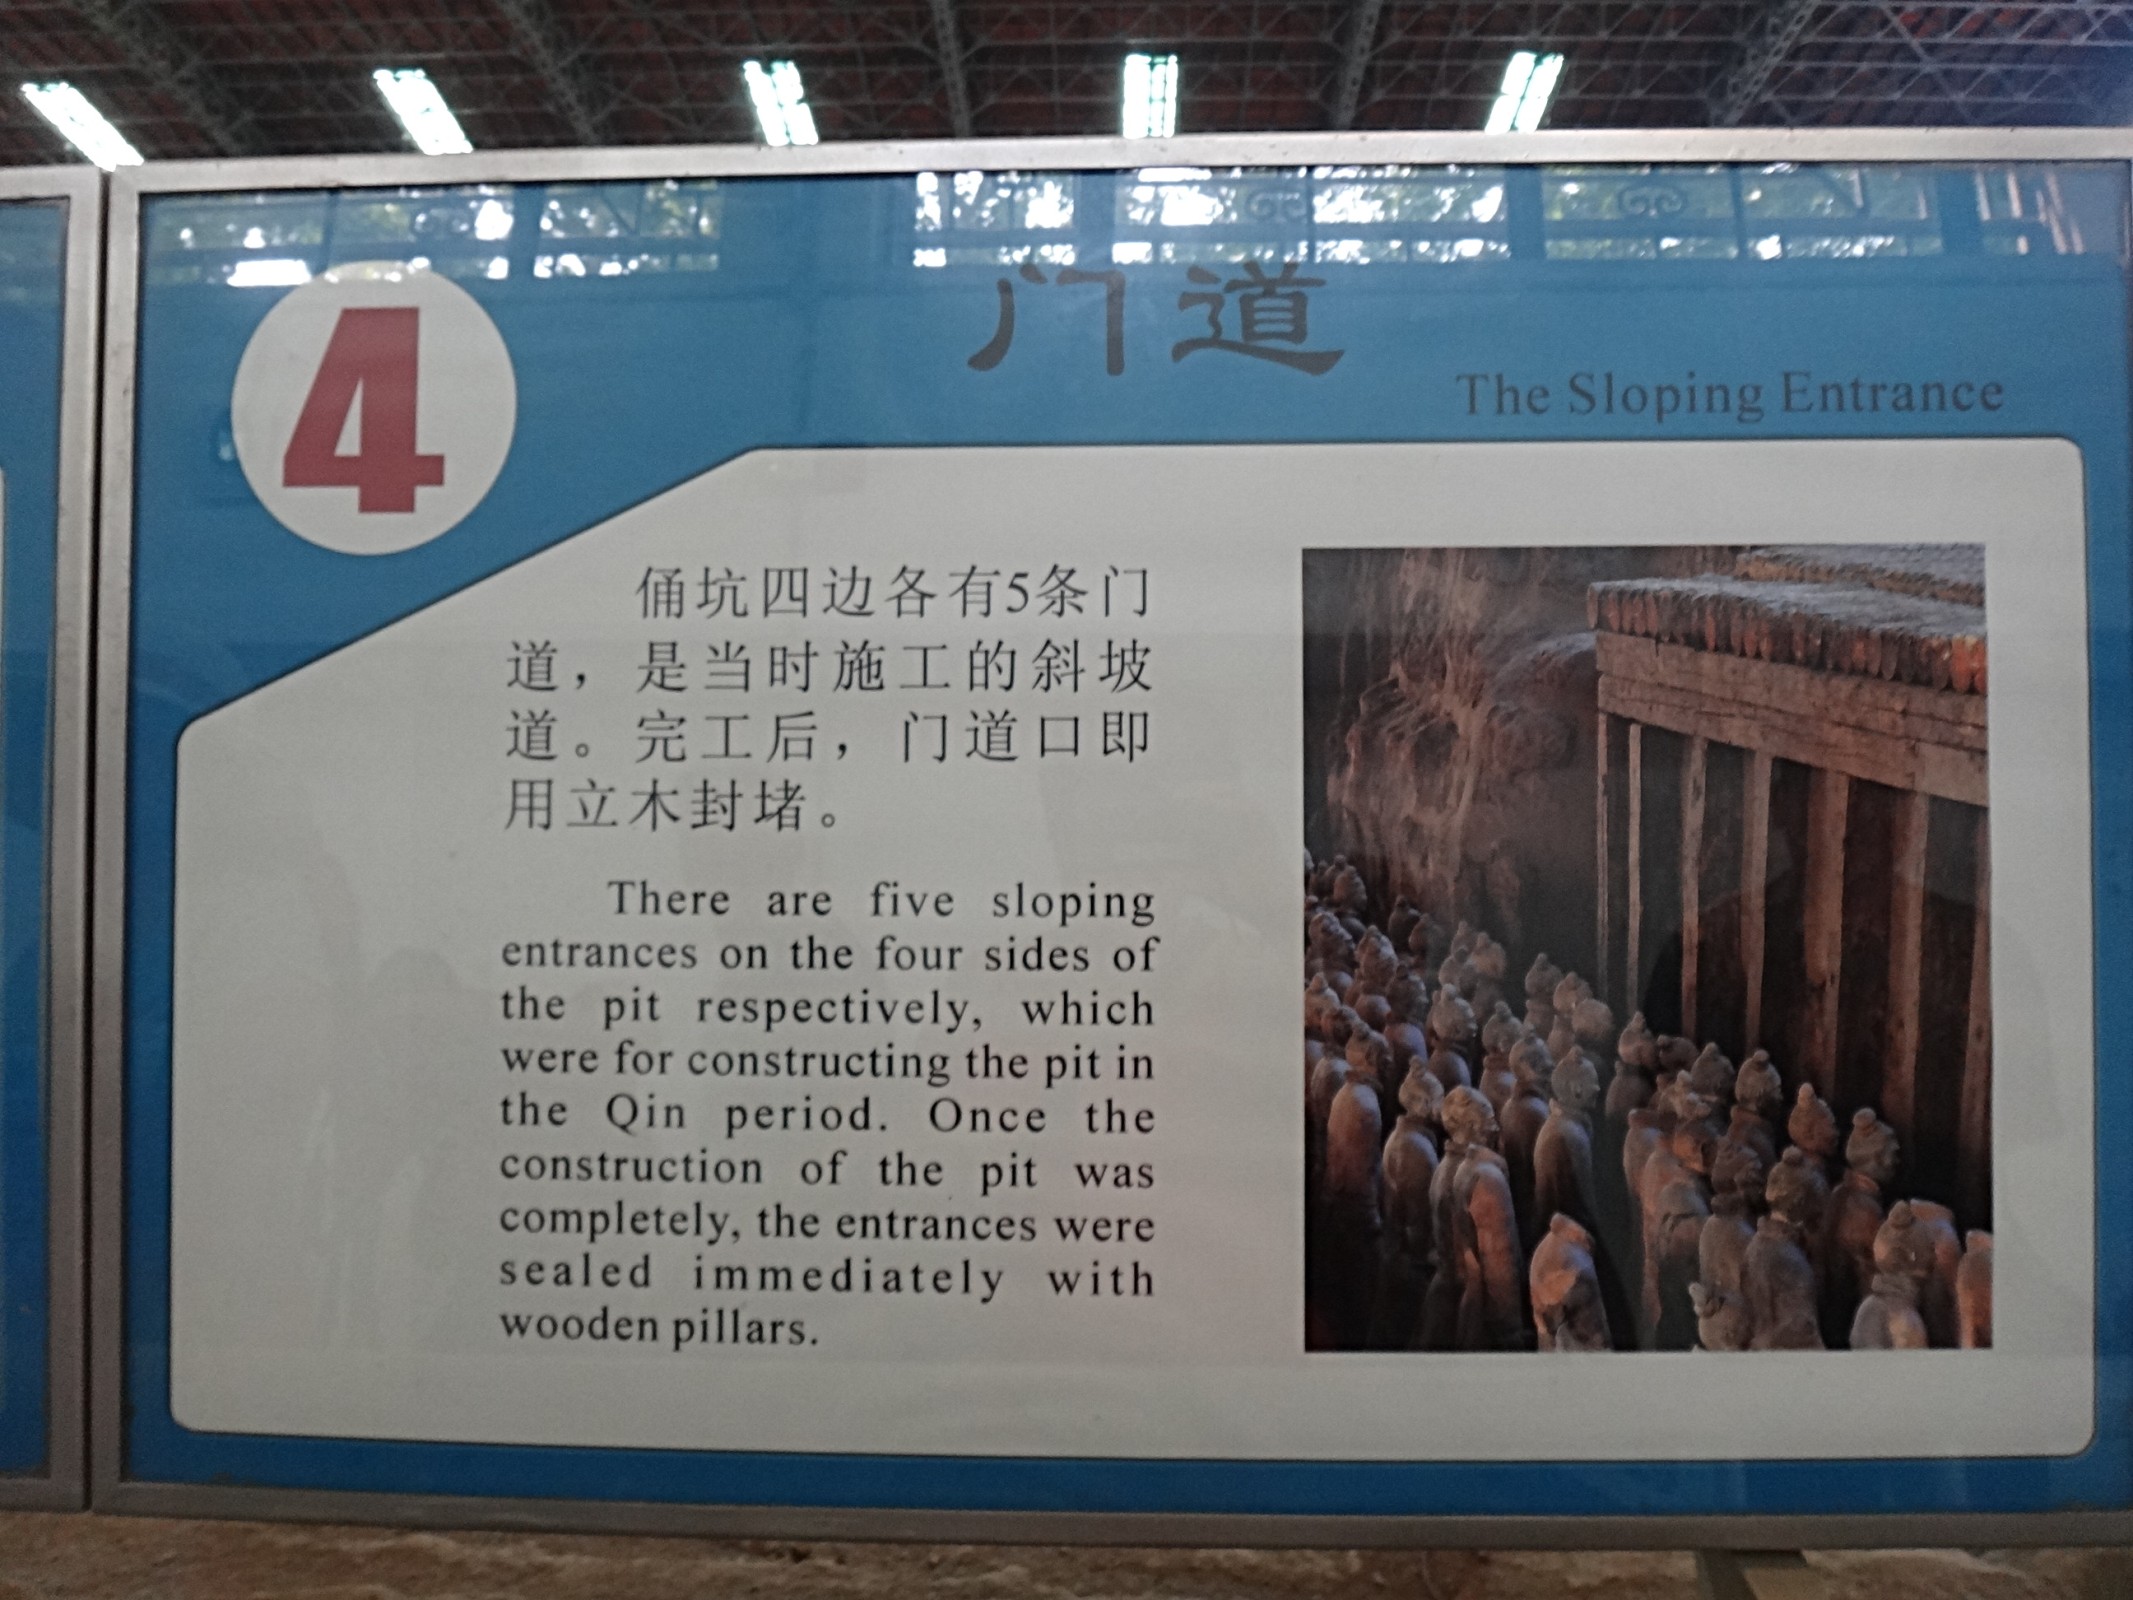 4
门道
The Sloping Entrance
俑坑四边各有5条门
道，是当时施工的斜坡
道。完工后，门道口即
用立木封堵。
There are five sloping
entrances on the four sides of
the pit respectively, which
were for constructing the pit in
the Qin period. Once the
construction of the pit was
completely, the entrances were
sealed immediately with
wooden pillars.